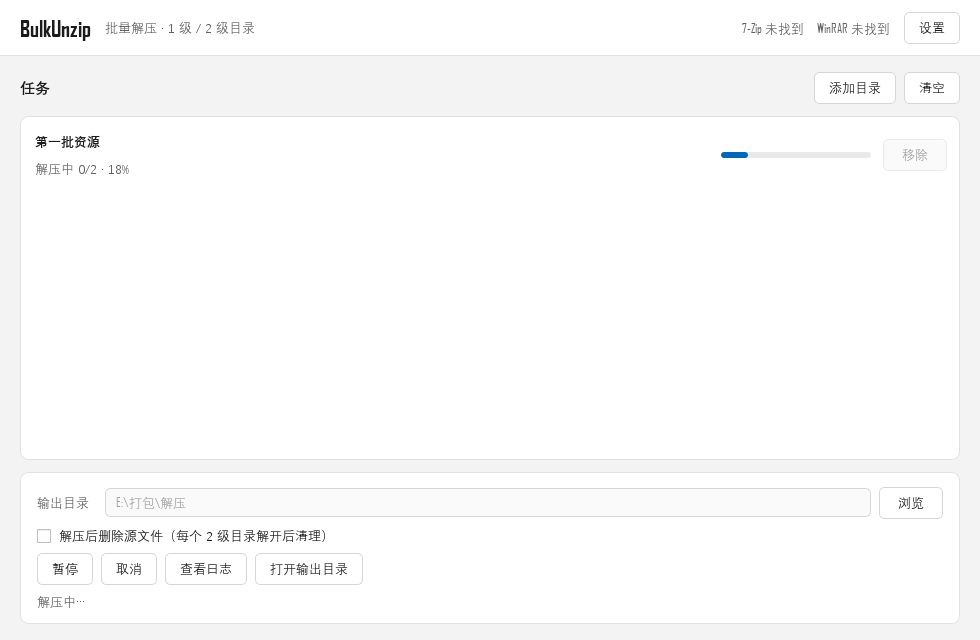 BulkUnzip 批量解压 · 1 级 / 2 级目录 7-Zip 未找到 WinRAR 未找到 设置
任务 添加目录 清空
第一批资源
解压中 0/2 · 18% 移除
输出目录 E:\打包\解压 浏览
解压后删除源文件（每个 2 级目录解开后清理）
暂停 取消 查看日志 打开输出目录
解压中…